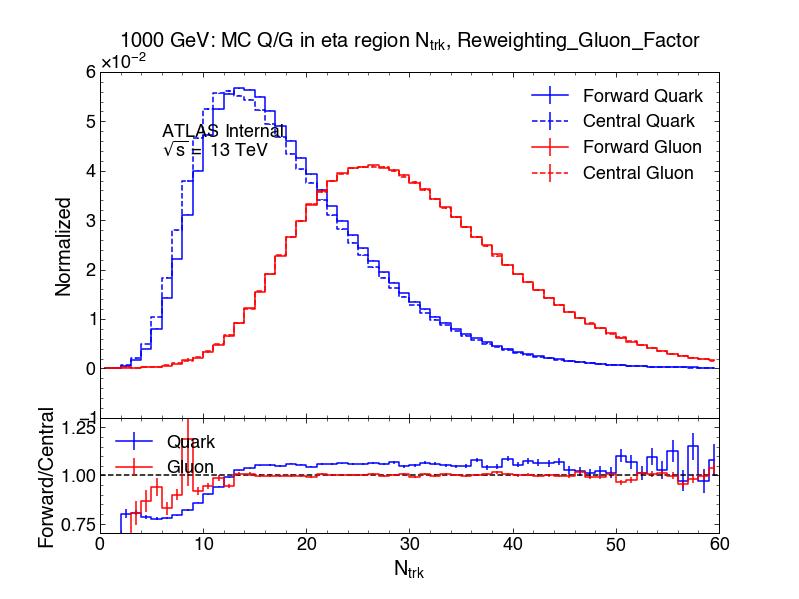 1000 GeV: MC Q/G in eta region Ntrk, Reweighting_Gluon_Factor
×10−2
6
5
4
3
2
1
0
−1
Normalized
ATLAS Internal
√s = 13 TeV
Forward Quark
Central Quark
Forward Gluon
Central Gluon
1.25
1.00
0.75
Forward/Central
Quark
Gluon
0 10 20 30 40 50 60
Ntrk